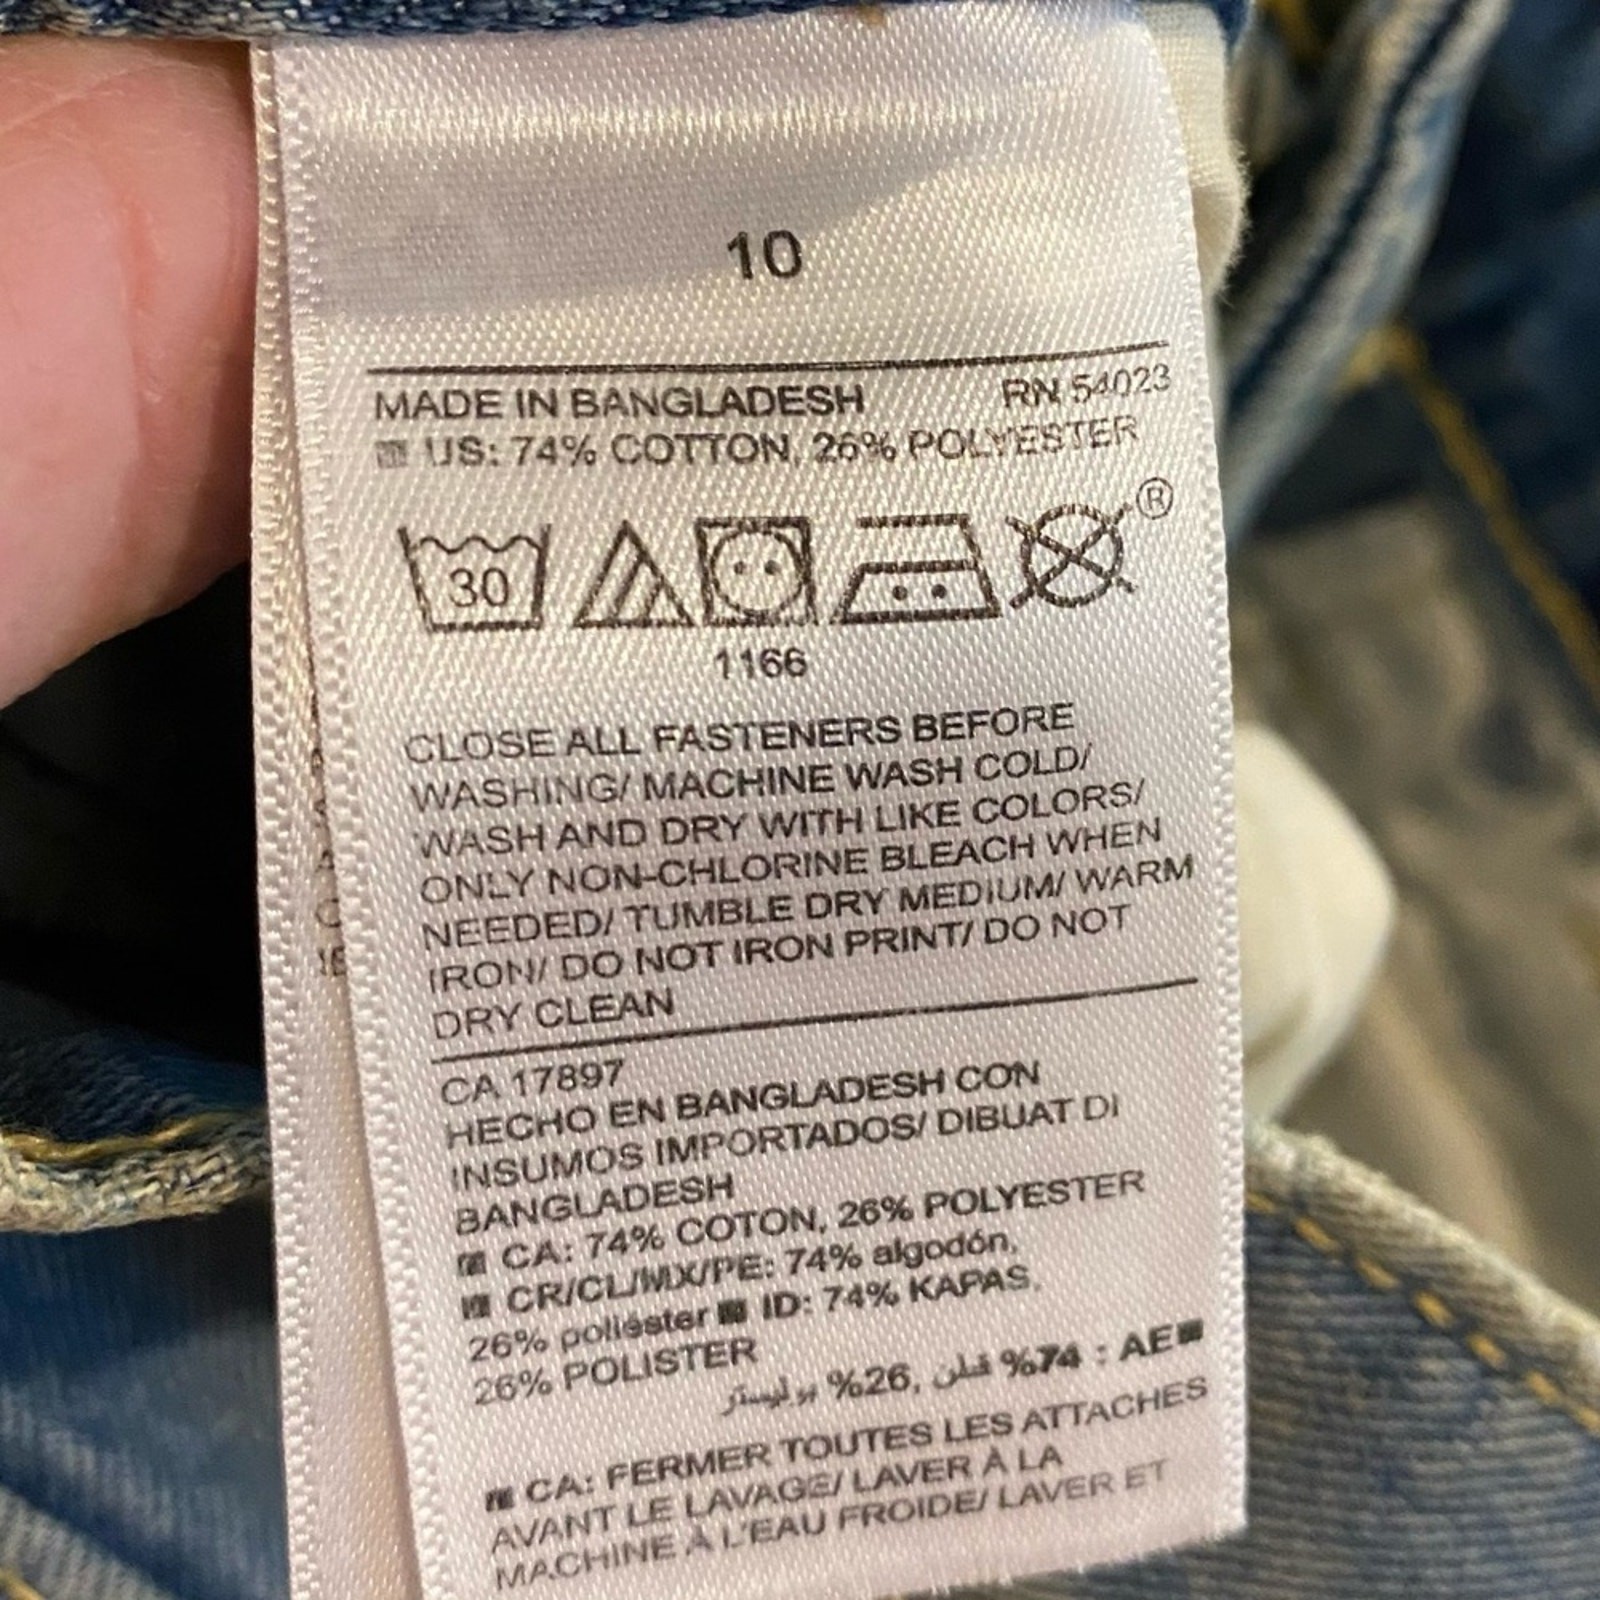 10
MADE IN BANGLADESH RN 54023
US: 74% COTTON, 26% POLYESTER
30
®
1166
CLOSE ALL FASTENERS BEFORE
WASHING/ MACHINE WASH COLD/
WASH AND DRY WITH LIKE COLORS/
ONLY NON-CHLORINE BLEACH WHEN
NEEDED/ TUMBLE DRY MEDIUM/ WARM
IRON/ DO NOT IRON PRINT/ DO NOT
DRY CLEAN
CA 17897
HECHO EN BANGLADESH CON
INSUMOS IMPORTADOS/ DIBUAT DI
BANGLADESH
CA: 74% COTON, 26% POLYESTER
CR/CL/MX/PE: 74% algodón,
26% poliéster ID: 74% KAPAS,
26% POLISTER
AE : %74 قطن, %26 بوليستر
CA: FERMER TOUTES LES ATTACHES
AVANT LE LAVAGE/ LAVER À LA
MACHINE À L'EAU FROIDE/ LAVER ET